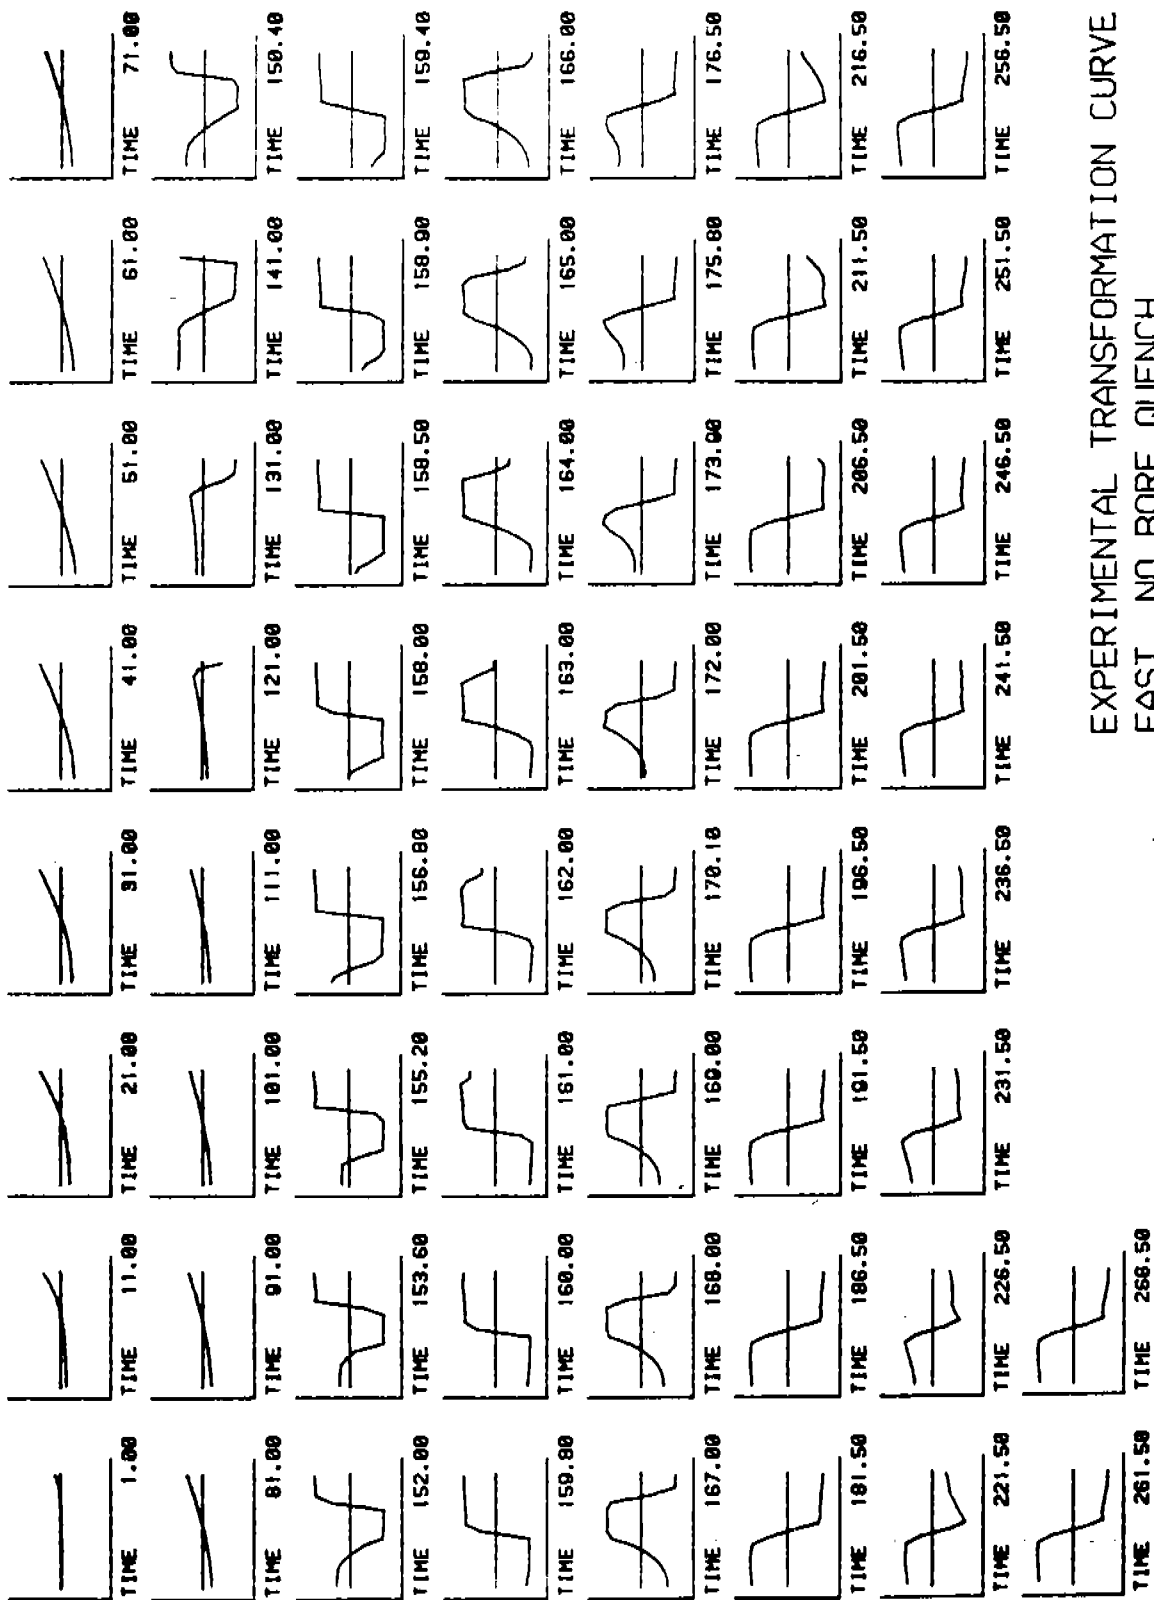 TIME 1.00 TIME 11.00 TIME 21.00 TIME 31.00 TIME 41.00 TIME 51.00 TIME 61.00 TIME 71.00
TIME 81.00 TIME 91.00 TIME 101.00 TIME 111.00 TIME 121.00 TIME 131.00 TIME 141.00 TIME 150.40
TIME 152.00 TIME 153.60 TIME 155.20 TIME 156.80 TIME 158.00 TIME 158.50 TIME 158.90 TIME 159.40
TIME 159.80 TIME 160.00 TIME 161.00 TIME 162.00 TIME 163.00 TIME 164.00 TIME 165.00 TIME 166.00
TIME 167.00 TIME 168.00 TIME 169.00 TIME 170.10 TIME 172.00 TIME 173.00 TIME 175.80 TIME 176.50
TIME 181.50 TIME 186.50 TIME 191.50 TIME 196.50 TIME 201.50 TIME 206.50 TIME 211.50 TIME 216.50
TIME 221.50 TIME 226.50 TIME 231.50 TIME 236.50 TIME 241.50 TIME 246.50 TIME 251.50 TIME 256.50
TIME 261.50 TIME 268.50
EXPERIMENTAL TRANSFORMATION CURVE
FAST NO BORE QUENCH